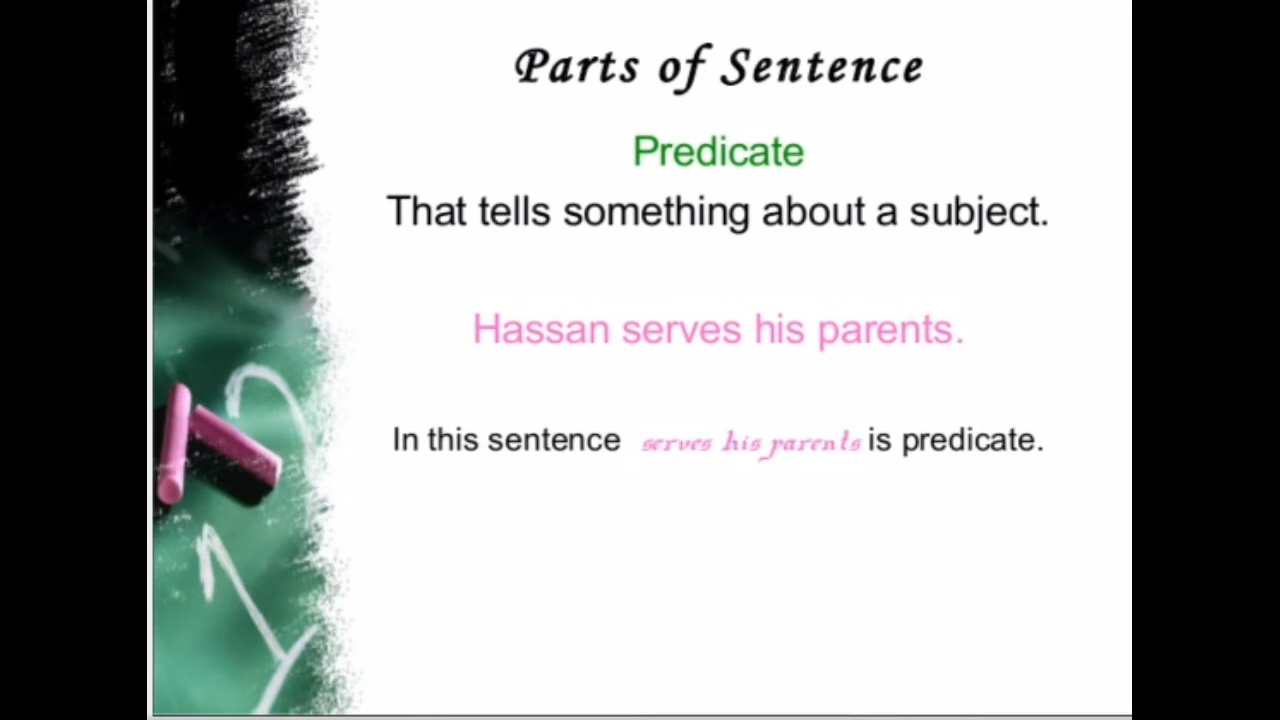 Parts of Sentence
Predicate
That tells something about a subject.
Hassan serves his parents.
In this sentence serves his parents is predicate.